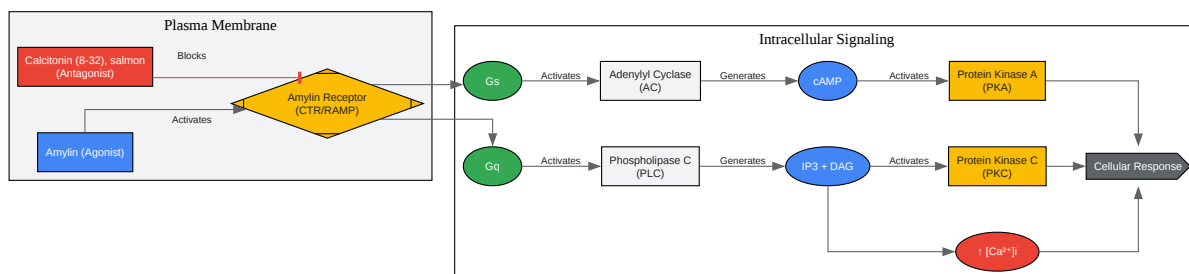 Plasma Membrane
Calcitonin (8-32), salmon
(Antagonist)
Blocks
Amylin Receptor
(CTR/RAMP)
Activates
Amylin (Agonist)
Intracellular Signaling
Gs
Activates
Adenylyl Cyclase
(AC)
Generates
cAMP
Activates
Protein Kinase A
(PKA)
Gq
Activates
Phospholipase C
(PLC)
Generates
IP3 + DAG
Activates
Protein Kinase C
(PKC)
Cellular Response
↑ [Ca²⁺]i